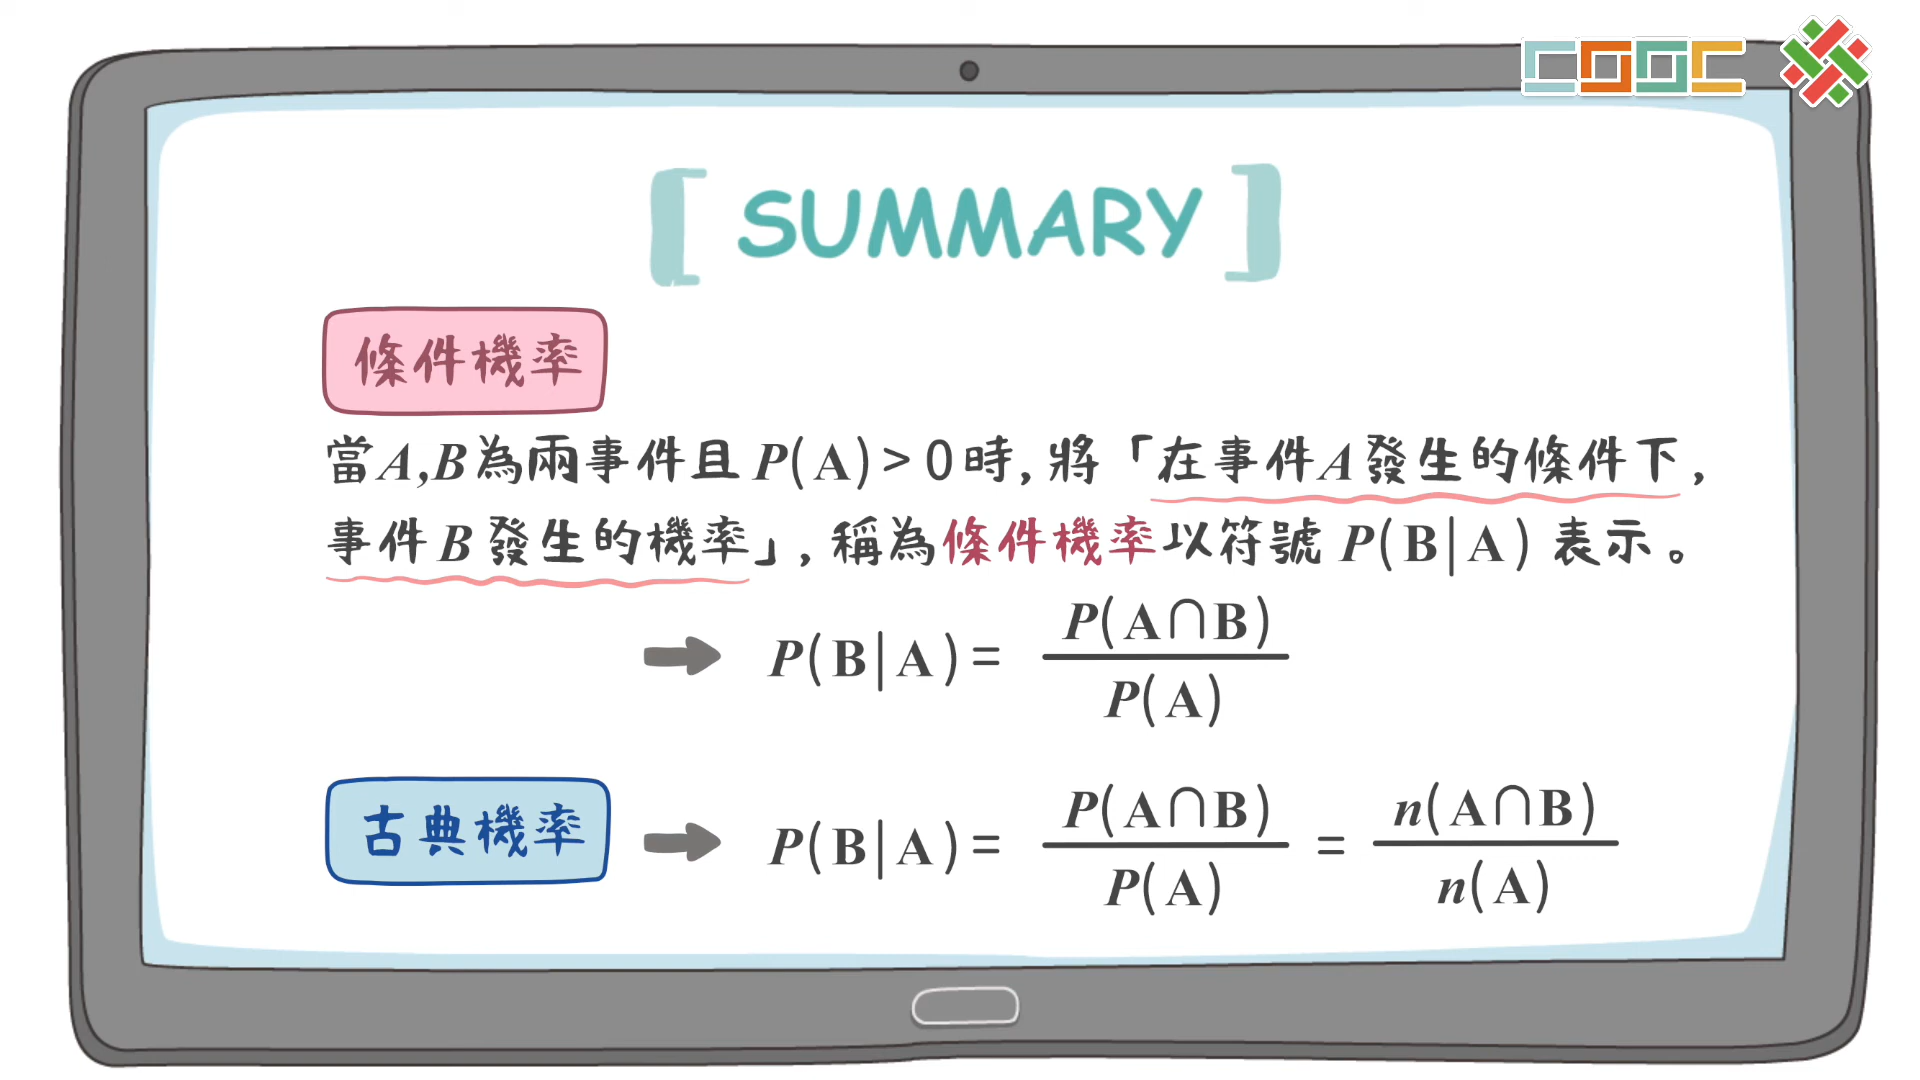 COOC
SUMMARY
條件機率
當A,B為兩事件且 P(A)>0時,將「在事件A發生的條件下,
事件B發生的機率」,稱為條件機率以符號 P(B|A) 表示。
→ P(B|A) = P(A∩B) / P(A)
古典機率 → P(B|A) = P(A∩B) / P(A) = n(A∩B) / n(A)